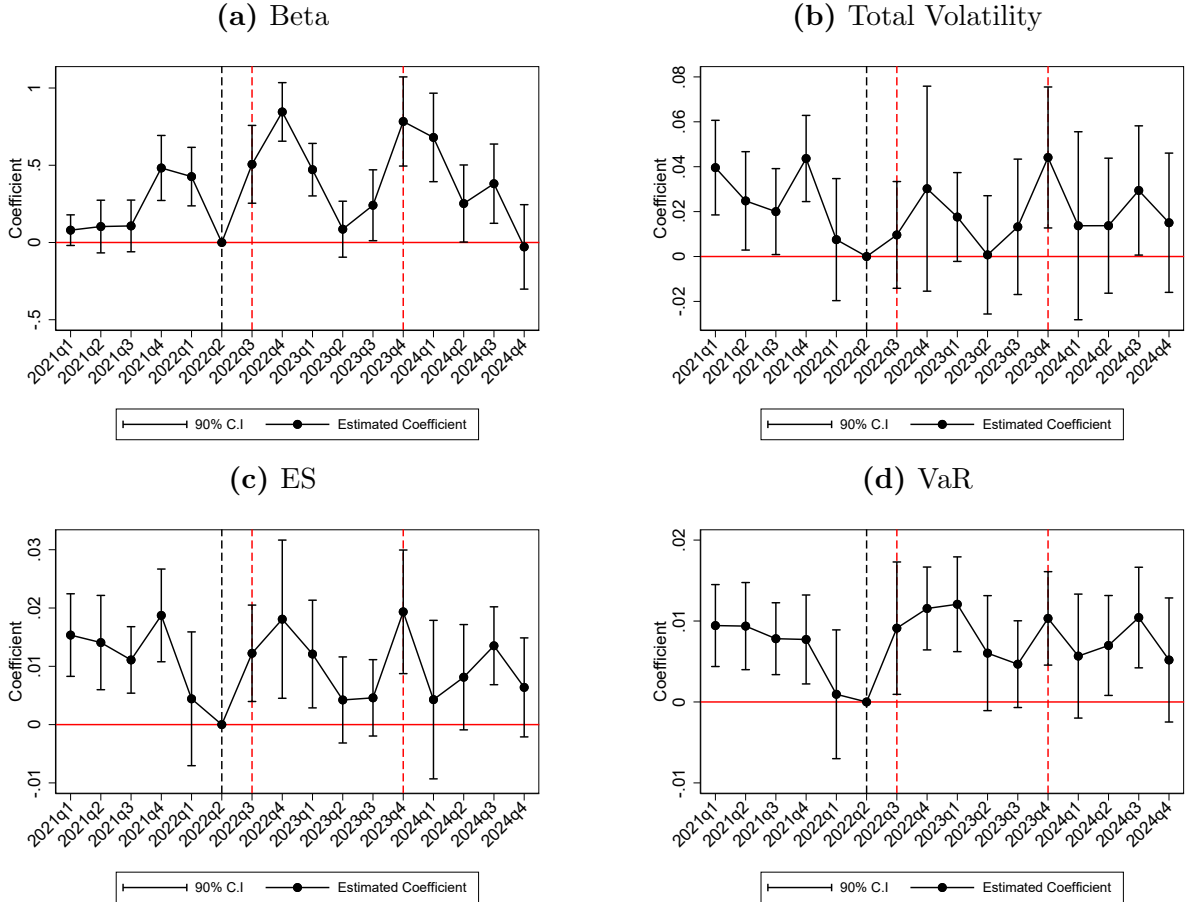 (a) Beta
Coefficient
1
.5
0
-.5
2021q1
2021q2
2021q3
2021q4
2022q1
2022q2
2022q3
2022q4
2023q1
2023q2
2023q3
2023q4
2024q1
2024q2
2024q3
2024q4
90% C.I
Estimated Coefficient
(b) Total Volatility
Coefficient
.08
.06
.04
.02
0
-.02
2021q1
2021q2
2021q3
2021q4
2022q1
2022q2
2022q3
2022q4
2023q1
2023q2
2023q3
2023q4
2024q1
2024q2
2024q3
2024q4
90% C.I
Estimated Coefficient
(c) ES
Coefficient
.03
.02
.01
0
-.01
2021q1
2021q2
2021q3
2021q4
2022q1
2022q2
2022q3
2022q4
2023q1
2023q2
2023q3
2023q4
2024q1
2024q2
2024q3
2024q4
90% C.I
Estimated Coefficient
(d) VaR
Coefficient
.02
.01
0
-.01
2021q1
2021q2
2021q3
2021q4
2022q1
2022q2
2022q3
2022q4
2023q1
2023q2
2023q3
2023q4
2024q1
2024q2
2024q3
2024q4
90% C.I
Estimated Coefficient